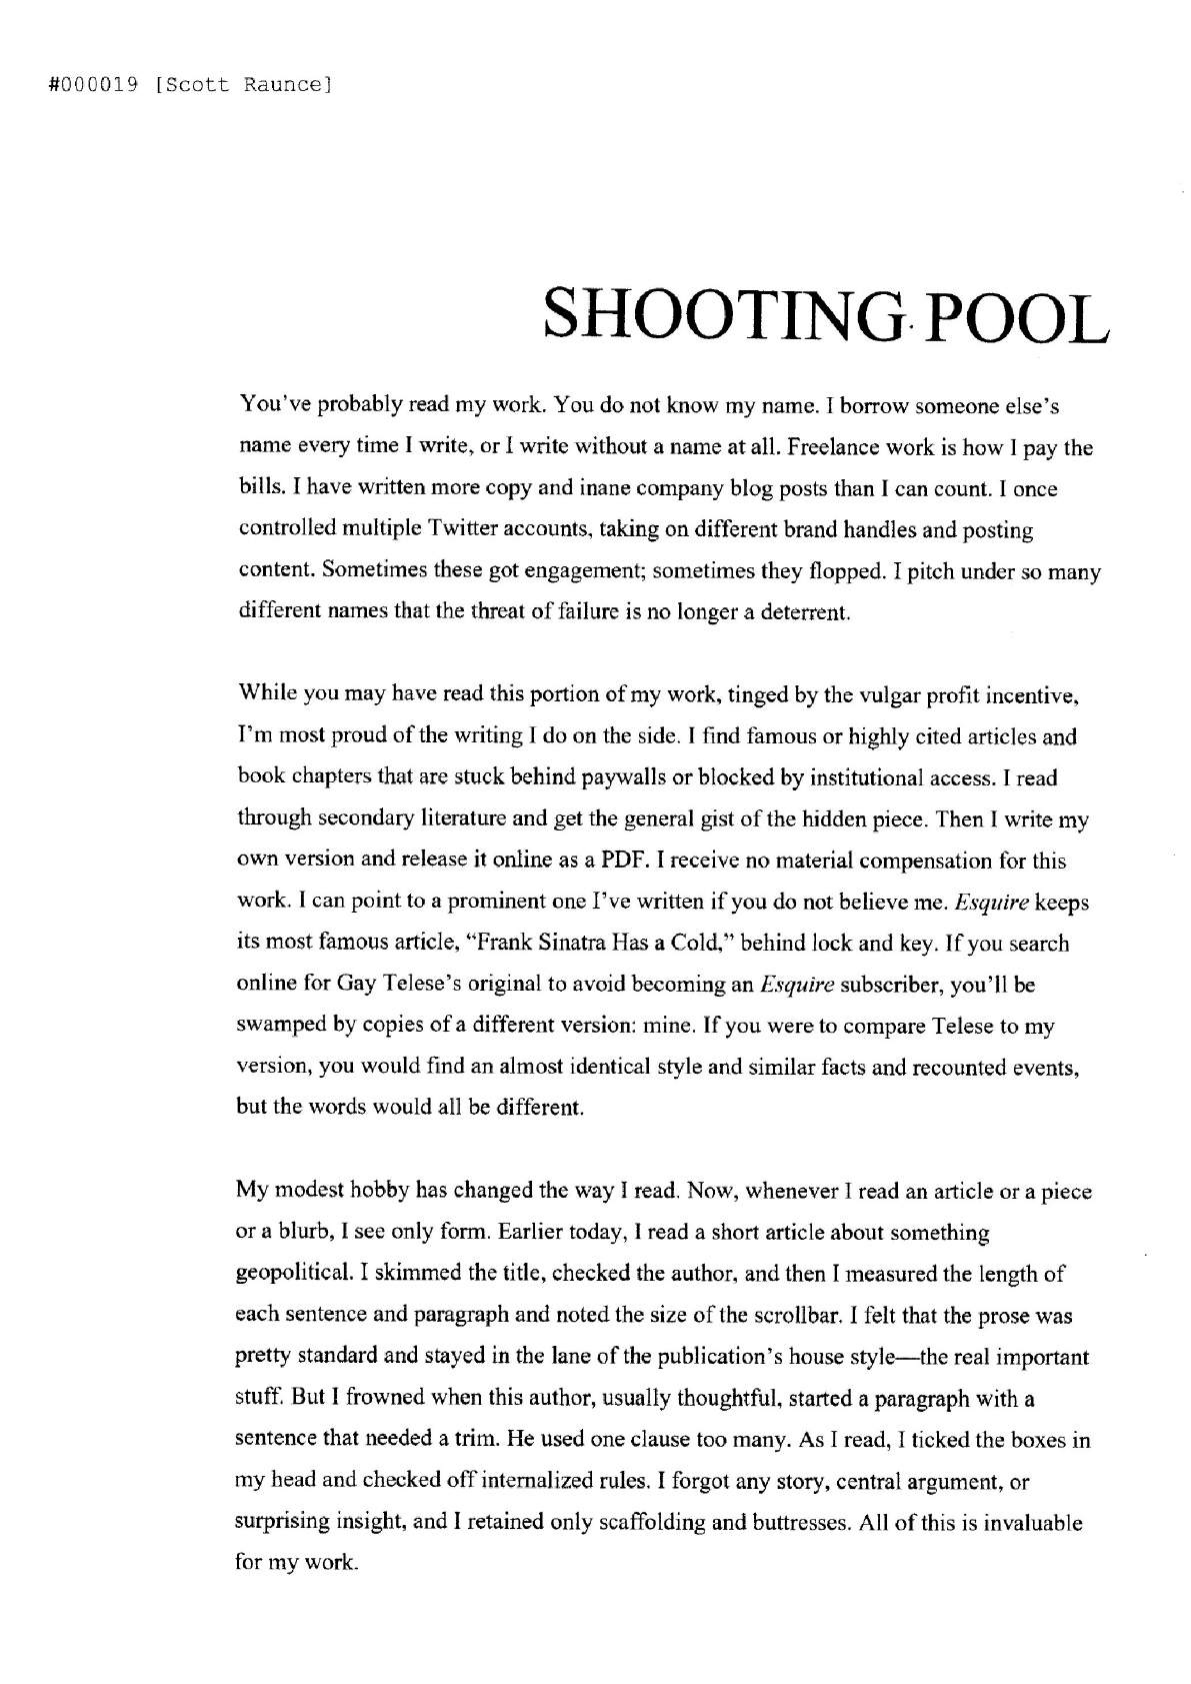 #000019 [Scott Raunce]
SHOOTING POOL
You've probably read my work. You do not know my name. I borrow someone else's
name every time I write, or I write without a name at all. Freelance work is how I pay the
bills. I have written more copy and inane company blog posts than I can count. I once
controlled multiple Twitter accounts, taking on different brand handles and posting
content. Sometimes these got engagement; sometimes they flopped. I pitch under so many
different names that the threat of failure is no longer a deterrent.
While you may have read this portion of my work, tinged by the vulgar profit incentive,
I'm most proud of the writing I do on the side. I find famous or highly cited articles and
book chapters that are stuck behind paywalls or blocked by institutional access. I read
through secondary literature and get the general gist of the hidden piece. Then I write my
own version and release it online as a PDF. I receive no material compensation for this
work. I can point to a prominent one I've written if you do not believe me. Esquire keeps
its most famous article, “Frank Sinatra Has a Cold,” behind lock and key. If you search
online for Gay Telese's original to avoid becoming an Esquire subscriber, you'll be
swamped by copies of a different version: mine. If you were to compare Telese to my
version, you would find an almost identical style and similar facts and recounted events,
but the words would all be different.
My modest hobby has changed the way I read. Now, whenever I read an article or a piece
or a blurb, I see only form. Earlier today, I read a short article about something
geopolitical. I skimmed the title, checked the author, and then I measured the length of
each sentence and paragraph and noted the size of the scrollbar. I felt that the prose was
pretty standard and stayed in the lane of the publication's house style—the real important
stuff. But I frowned when this author, usually thoughtful, started a paragraph with a
sentence that needed a trim. He used one clause too many. As I read, I ticked the boxes in
my head and checked off internalized rules. I forgot any story, central argument, or
surprising insight, and I retained only scaffolding and buttresses. All of this is invaluable
for my work.